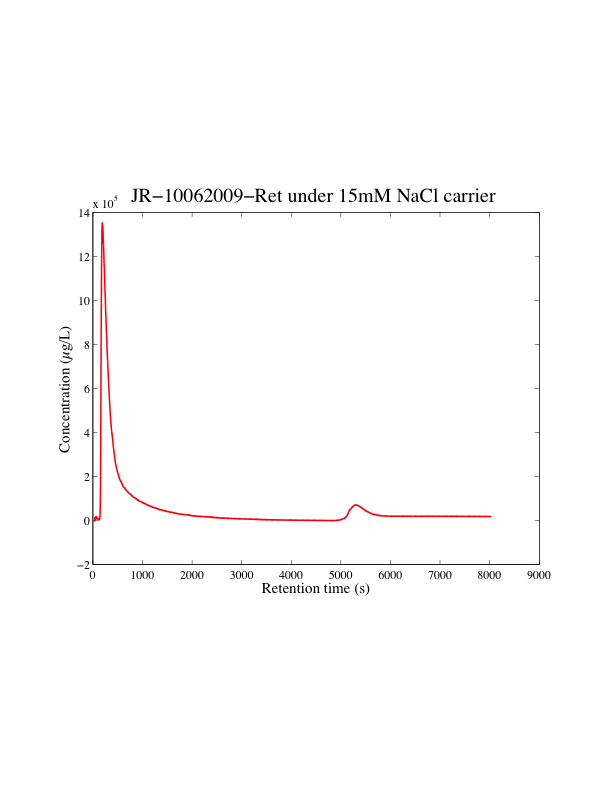 JR−10062009−Ret under 15mM NaCl carrier
x 10^5
14
12
10
8
6
4
2
0
−2
Concentration (µg/L)
0 1000 2000 3000 4000 5000 6000 7000 8000 9000
Retention time (s)